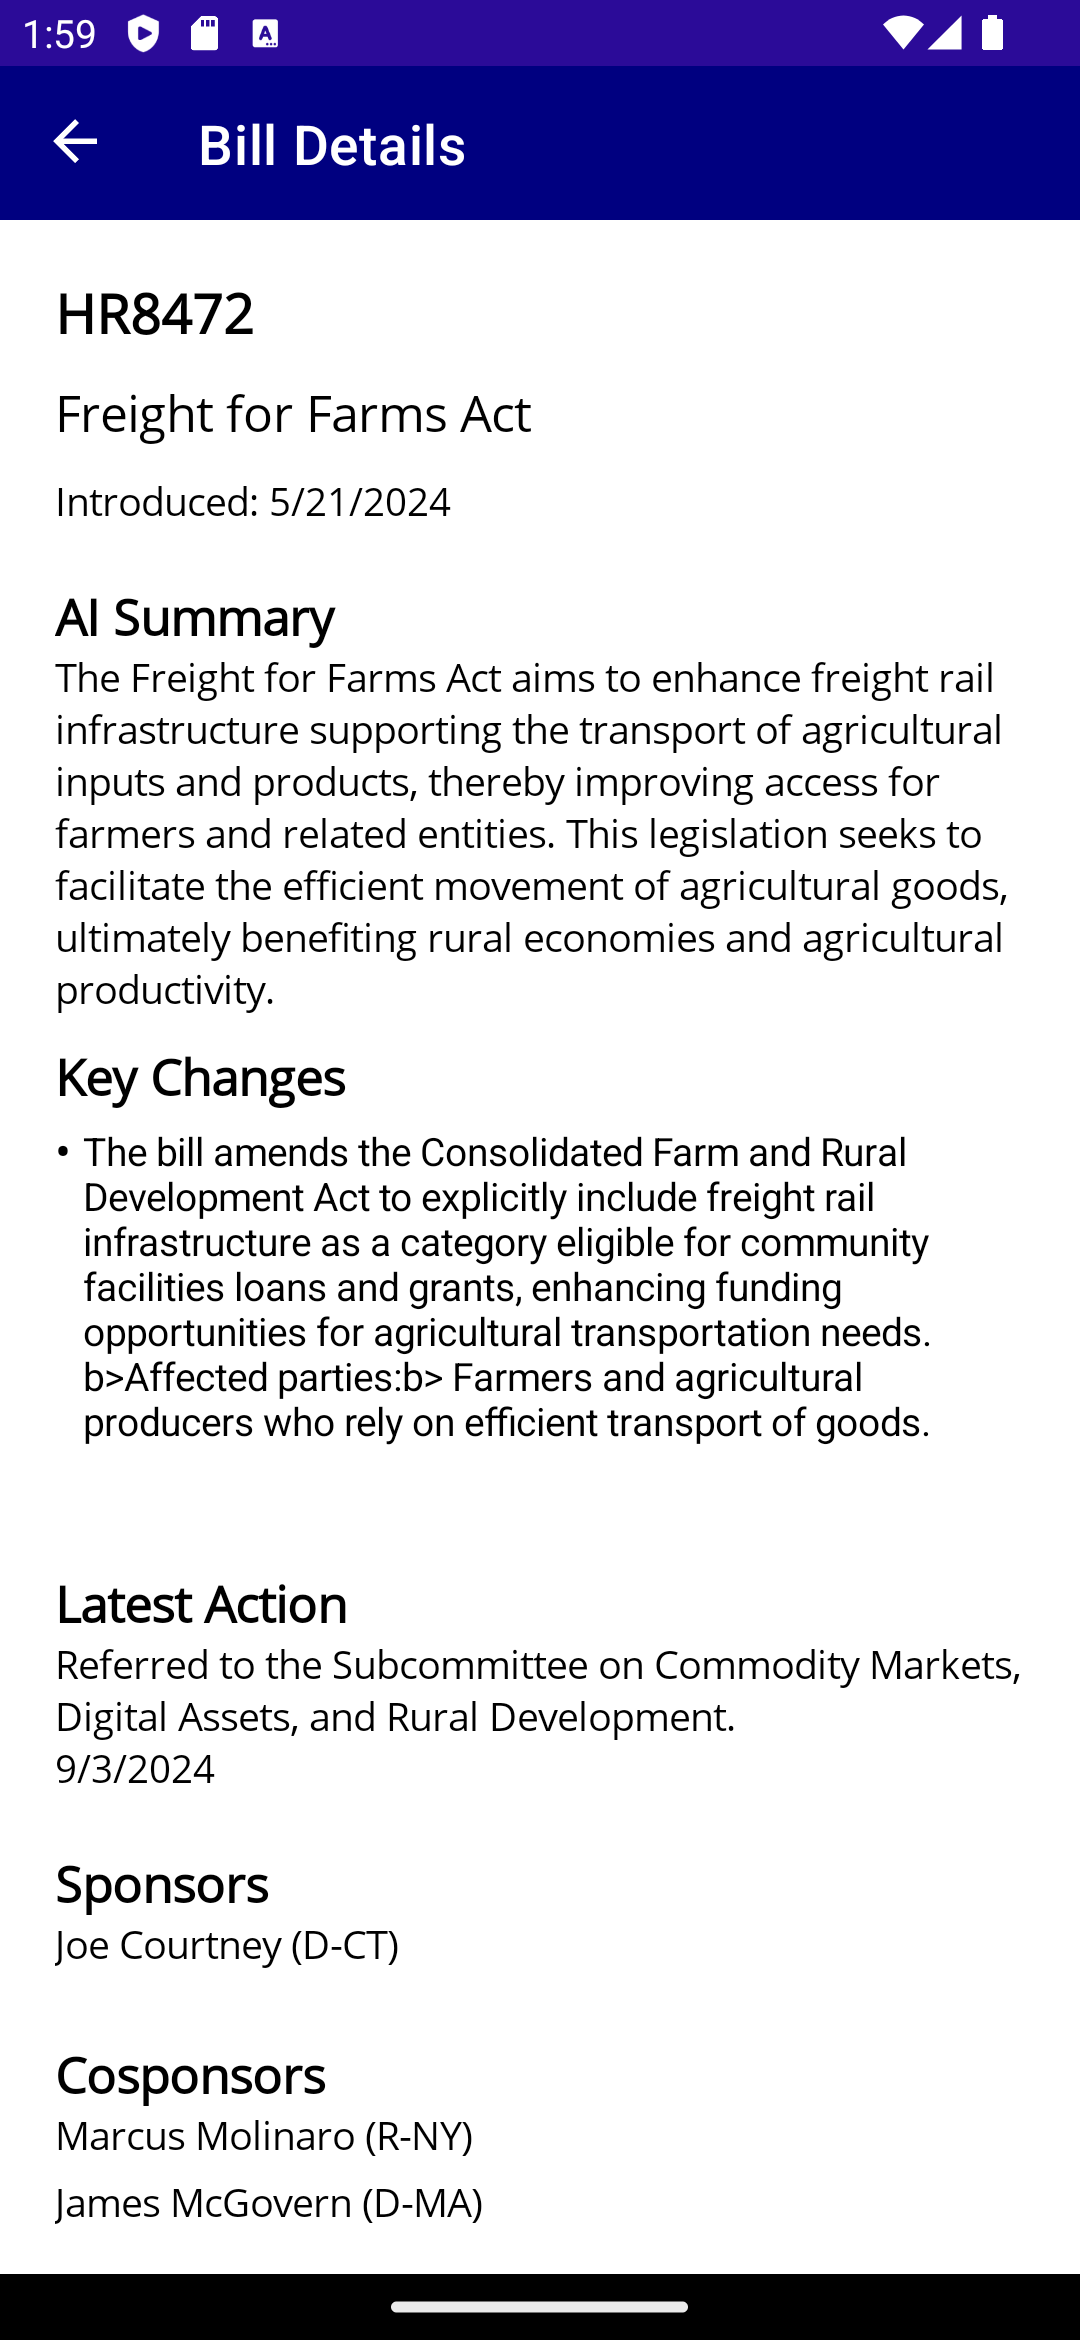 1:59
Bill Details
HR8472
Freight for Farms Act
Introduced: 5/21/2024
AI Summary
The Freight for Farms Act aims to enhance freight rail
infrastructure supporting the transport of agricultural
inputs and products, thereby improving access for
farmers and related entities. This legislation seeks to
facilitate the efficient movement of agricultural goods,
ultimately benefiting rural economies and agricultural
productivity.
Key Changes
• The bill amends the Consolidated Farm and Rural
Development Act to explicitly include freight rail
infrastructure as a category eligible for community
facilities loans and grants, enhancing funding
opportunities for agricultural transportation needs.
b>Affected parties:b> Farmers and agricultural
producers who rely on efficient transport of goods.
Latest Action
Referred to the Subcommittee on Commodity Markets,
Digital Assets, and Rural Development.
9/3/2024
Sponsors
Joe Courtney (D-CT)
Cosponsors
Marcus Molinaro (R-NY)
James McGovern (D-MA)